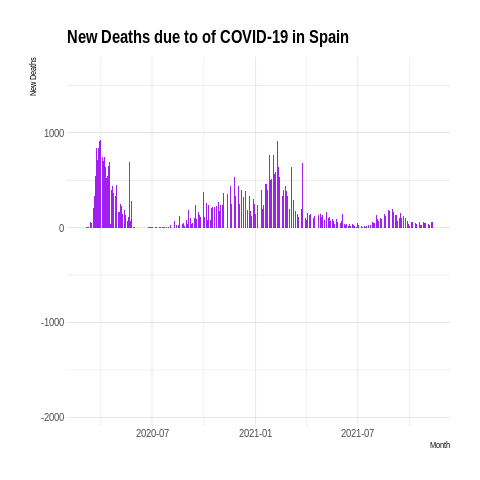 New Deaths due to of COVID-19 in Spain
New Deaths
1000
0
-1000
-2000
2020-07
2021-01
2021-07
Month